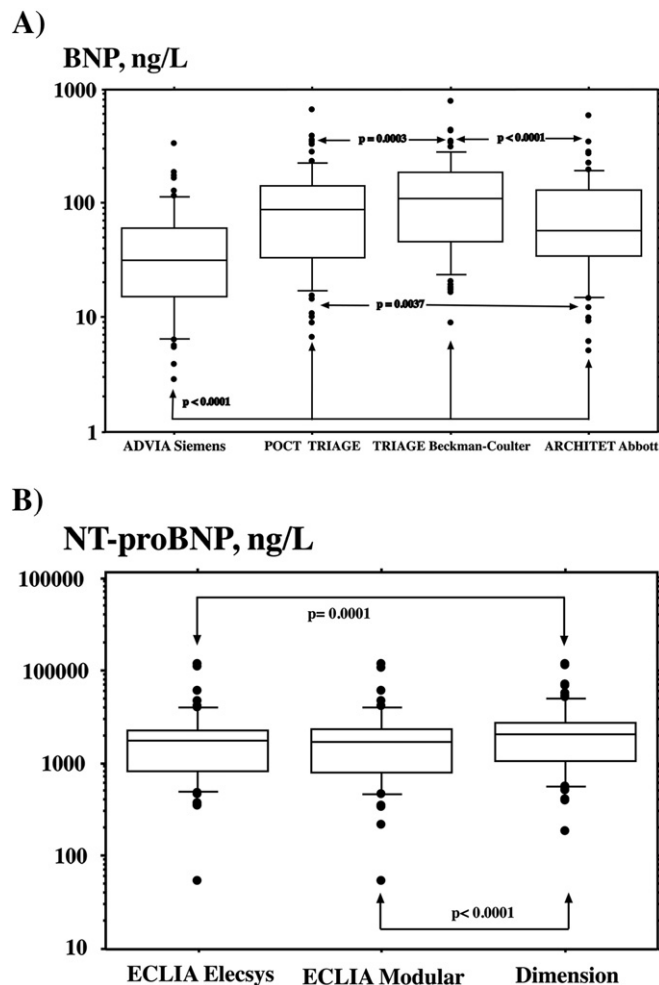 A)
BNP, ng/L
1000
p = 0.0003
p < 0.0001
100
p = 0.0037
10
p < 0.0001
1
ADVIA Siemens
POCT TRIAGE
TRIAGE Beckman-Coulter
ARCHITET Abbott
B)
NT-proBNP, ng/L
100000
p= 0.0001
100000
1000
100
p< 0.0001
10
ECLIA Elecsys
ECLIA Modular
Dimension